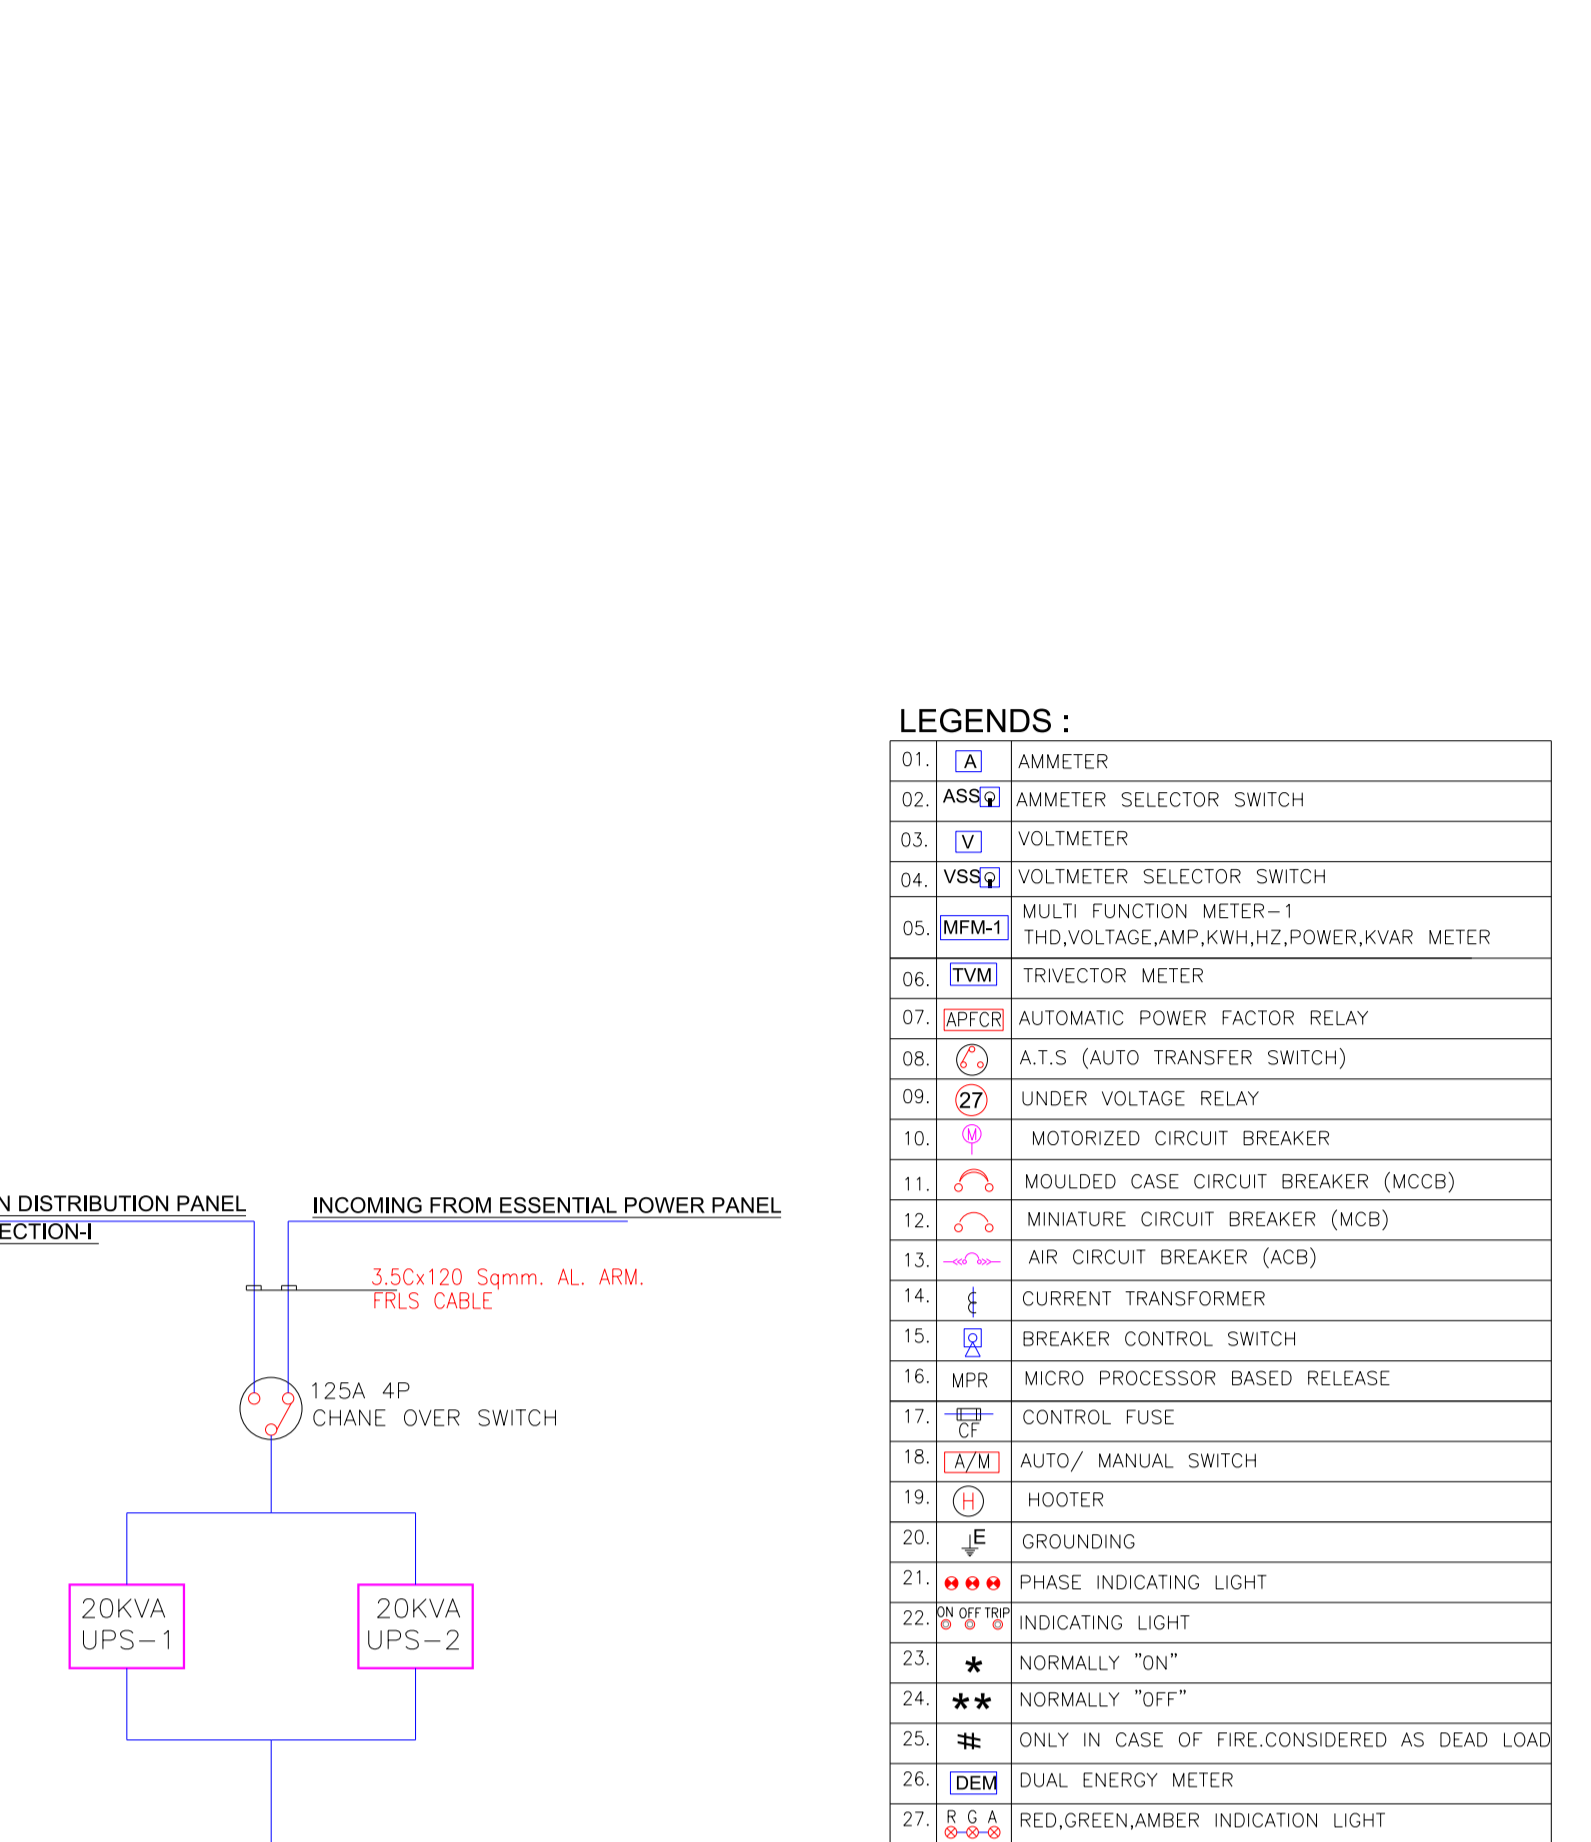 LEGENDS :
01. A AMMETER
02. ASS AMMETER SELECTOR SWITCH
03. V VOLTMETER
04. VSS VOLTMETER SELECTOR SWITCH
05. MFM-1 MULTI FUNCTION METER-1
THD,VOLTAGE,AMP,KWH,HZ,POWER,KVAR METER
06. TVM TRIVECTOR METER
07. APFCR AUTOMATIC POWER FACTOR RELAY
08. A.T.S (AUTO TRANSFER SWITCH)
09. 27 UNDER VOLTAGE RELAY
10. M MOTORIZED CIRCUIT BREAKER
11. MOULDED CASE CIRCUIT BREAKER (MCCB)
12. MINIATURE CIRCUIT BREAKER (MCB)
13. AIR CIRCUIT BREAKER (ACB)
14. CURRENT TRANSFORMER
15. BREAKER CONTROL SWITCH
16. MPR MICRO PROCESSOR BASED RELEASE
17. CF CONTROL FUSE
18. A/M AUTO/ MANUAL SWITCH
19. H HOOTER
20. E GROUNDING
21. PHASE INDICATING LIGHT
22. ON OFF TRIP INDICATING LIGHT
23. * NORMALLY "ON"
24. ** NORMALLY "OFF"
25. # ONLY IN CASE OF FIRE.CONSIDERED AS DEAD LOAD
26. DEM DUAL ENERGY METER
27. R G A RED,GREEN,AMBER INDICATION LIGHT
N DISTRIBUTION PANEL
ECTION-I
INCOMING FROM ESSENTIAL POWER PANEL
3.5Cx120 Sqmm. AL. ARM.
FRLS CABLE
125A 4P
CHANE OVER SWITCH
20KVA
UPS-1
20KVA
UPS-2